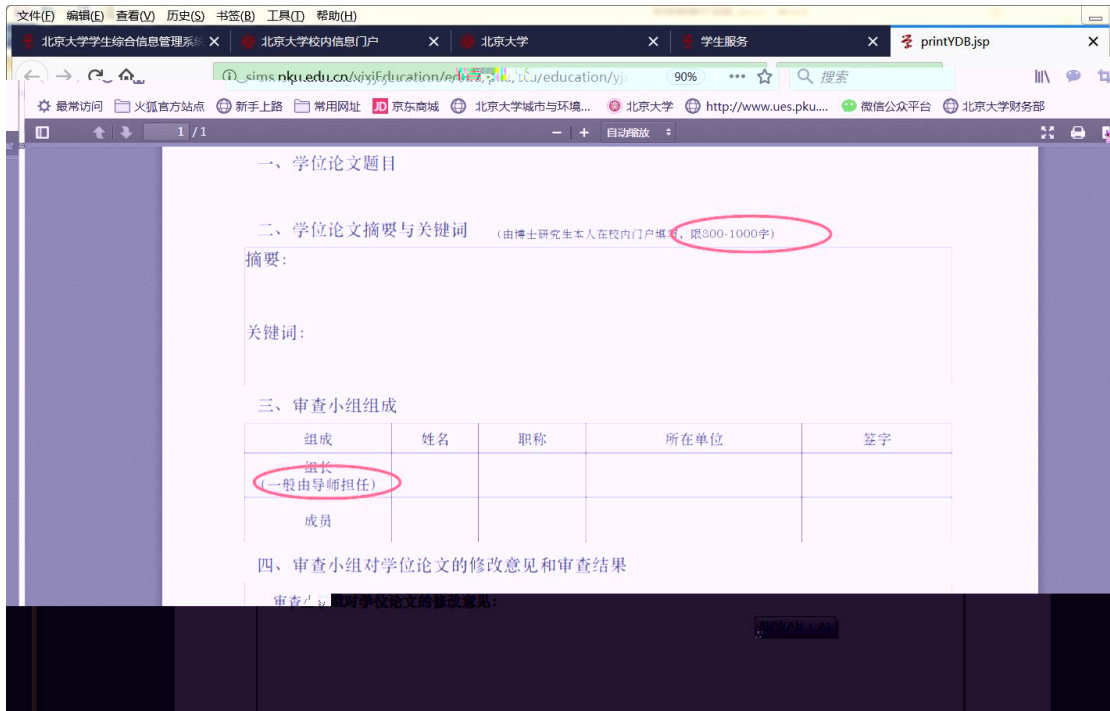 文件(F) 编辑(E) 查看(V) 历史(S) 书签(B) 工具(T) 帮助(H)
北京大学学生综合信息管理系统 北京大学校内信息门户 北京大学 学生服务 printYDB.jsp
sims.pku.edu.cn 90% 搜索
最常访问 火狐官方站点 新手上路 常用网址 JD 京东商城 北京大学城市与环境... 北京大学 http://www.ues.pku.... 微信公众平台 北京大学财务部
1 / 1 自动缩放
一、学位论文题目
二、学位论文摘要与关键词 (由博士研究生本人在校内门户填写, 限800-1000字)
摘要:
关键词:
三、审查小组组成
组成 姓名 职称 所在单位 签字
组长
(一般由导师担任)
成员
四、审查小组对学位论文的修改意见和审查结果
审查小组对学位论文的修改意见: